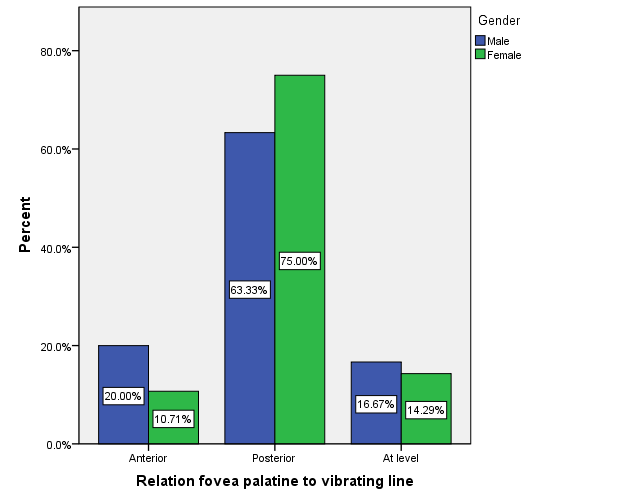 Gender
Male
Female
80.0%
60.0%
40.0%
20.0%
0.0%
Percent
20.00%
10.71%
63.33%
75.00%
16.67%
14.29%
Anterior
Posterior
At level
Relation fovea palatine to vibrating line